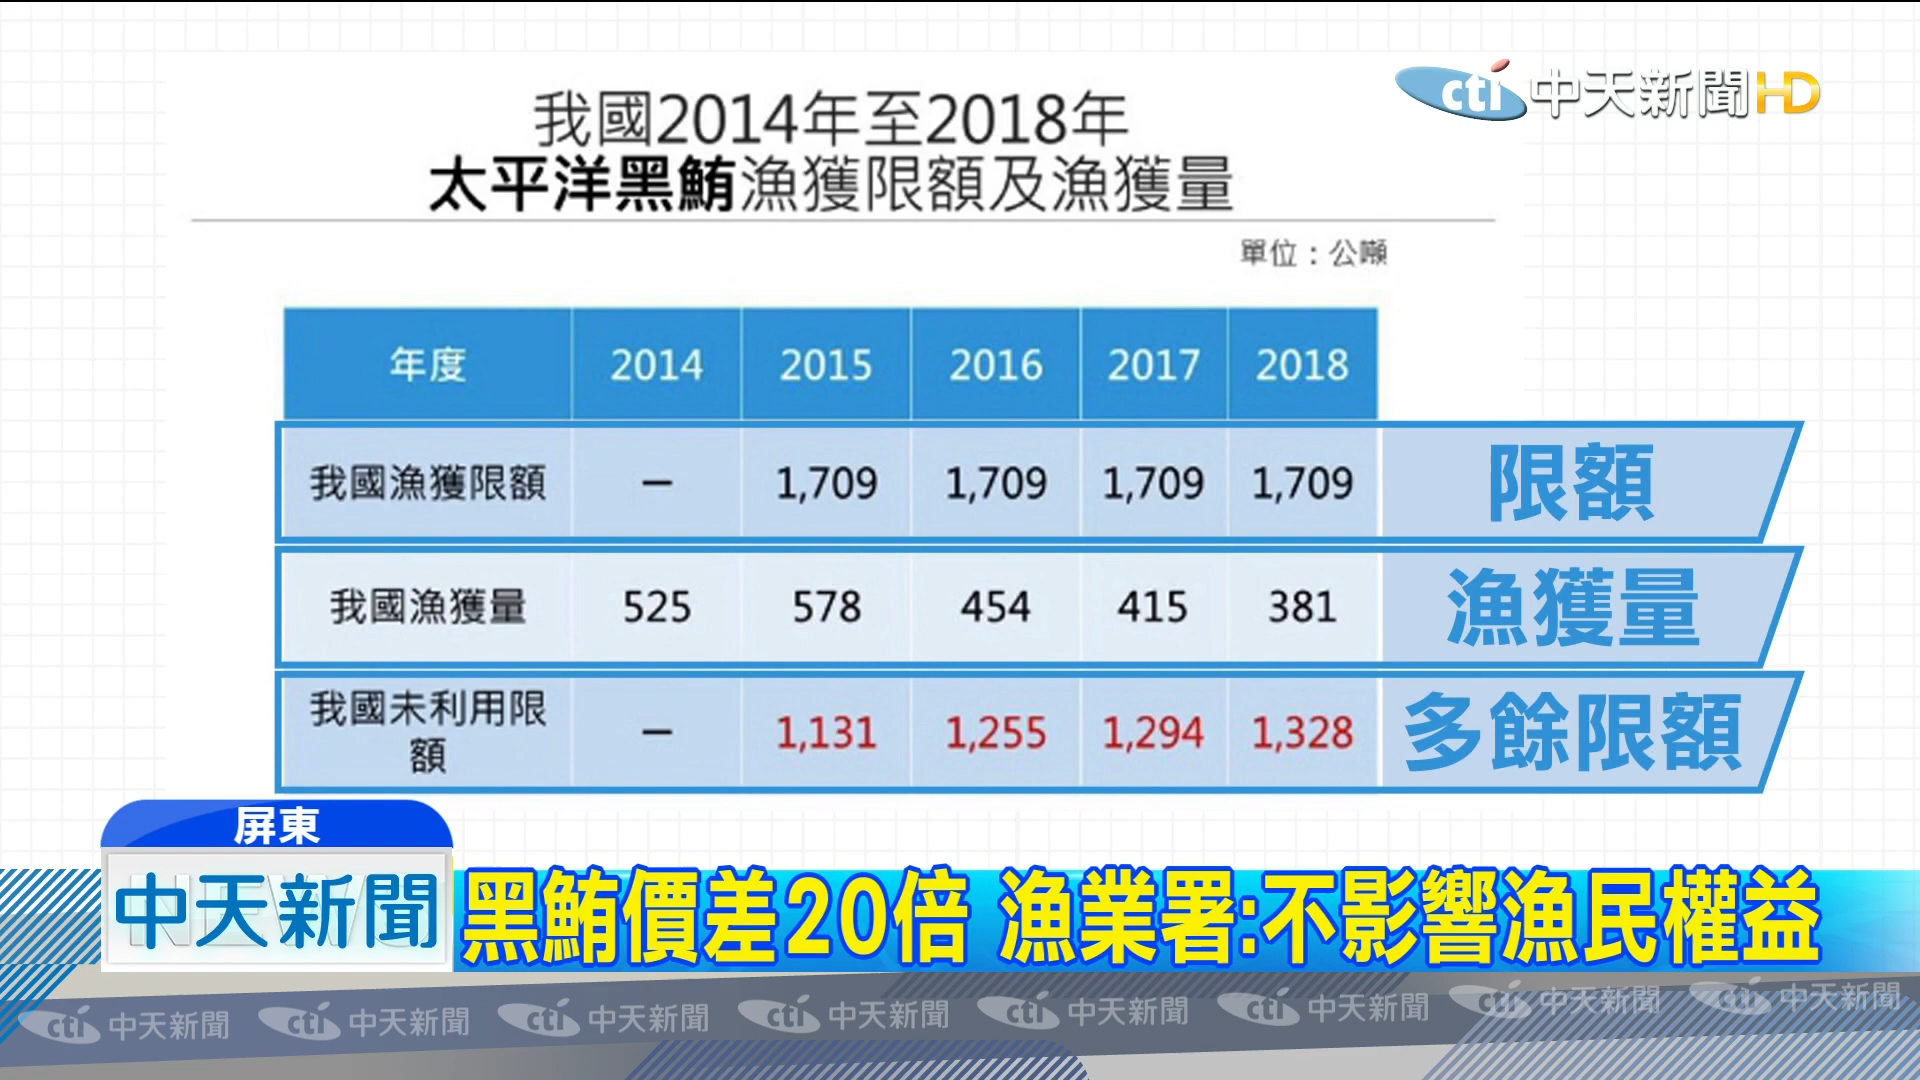 cti 中天新聞HD
我國2014年至2018年
太平洋黑鮪漁獲限額及漁獲量
單位：公噸
年度 2014 2015 2016 2017 2018
我國漁獲限額 — 1,709 1,709 1,709 1,709 限額
我國漁獲量 525 578 454 415 381 漁獲量
我國未利用限額 — 1,131 1,255 1,294 1,328 多餘限額
屏東
NEWS
中天新聞
黑鮪價差20倍 漁業署:不影響漁民權益
cti 中天新聞 cti 中天新聞 cti 中天新聞 cti 中天新聞 cti 中天新聞 cti 中天新聞 cti 中天新聞 cti 中天新聞